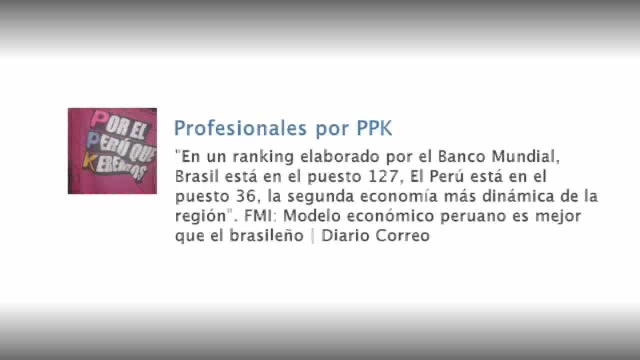 POR EL
PERÚ QUE
KEREMOS
Profesionales por PPK
"En un ranking elaborado por el Banco Mundial,
Brasil está en el puesto 127, El Perú está en el
puesto 36, la segunda economía más dinámica de la
región". FMI: Modelo económico peruano es mejor
que el brasileño | Diario Correo